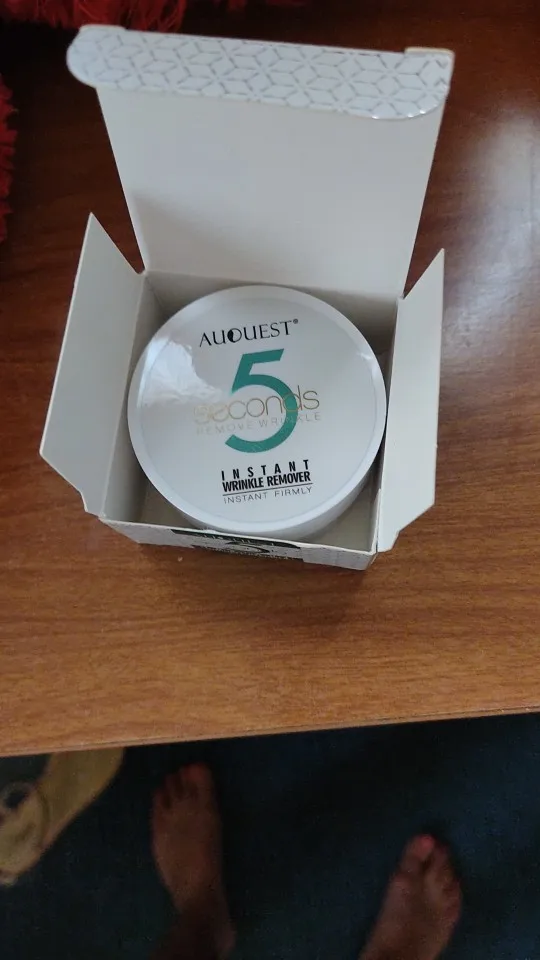 AUQUEST®
5
seconds
REMOVE WRINKLE
INSTANT
WRINKLE REMOVER
INSTANT FIRMLY